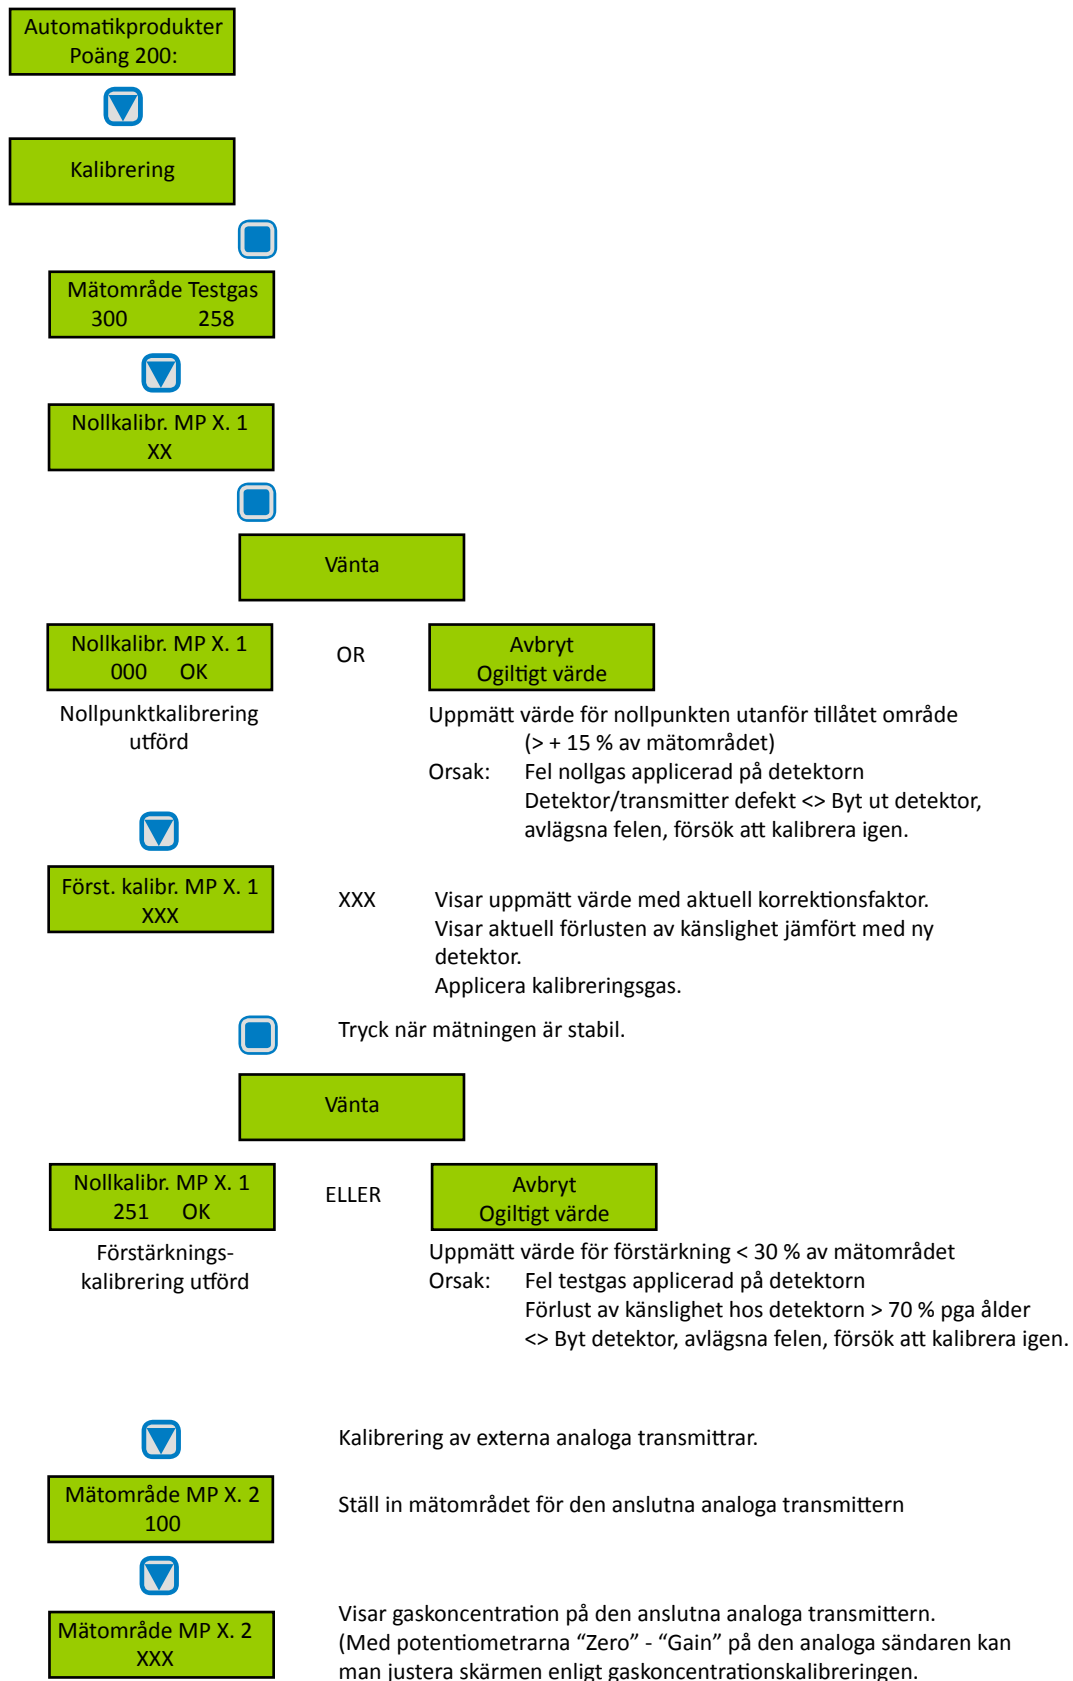 Automatikprodukter
Poäng 200:
Kalibrering
Mätområde Testgas
300 258
Nollkalibr. MP X. 1
XX
Vänta
Nollkalibr. MP X. 1
000 OK
Nollpunktkalibrering
utförd
OR
Avbryt
Ogiltigt värde
Uppmätt värde för nollpunkten utanför tillåtet område
(> + 15 % av mätområdet)
Orsak: Fel nollgas applicerad på detektorn
Detektor/transmitter defekt <> Byt ut detektor,
avlägsna felen, försök att kalibrera igen.
Först. kalibr. MP X. 1
XXX
XXX Visar uppmätt värde med aktuell korrektionsfaktor.
Visar aktuell förlusten av känslighet jämfört med ny
detektor.
Applicera kalibreringsgas.
Tryck när mätningen är stabil.
Vänta
Nollkalibr. MP X. 1
251 OK
Förstärknings-
kalibrering utförd
ELLER
Avbryt
Ogiltigt värde
Uppmätt värde för förstärkning < 30 % av mätområdet
Orsak: Fel testgas applicerad på detektorn
Förlust av känslighet hos detektorn > 70 % pga ålder
<> Byt detektor, avlägsna felen, försök att kalibrera igen.
Kalibrering av externa analoga transmittrar.
Mätområde MP X. 2
100
Ställ in mätområdet för den anslutna analoga transmittern
Mätområde MP X. 2
XXX
Visar gaskoncentration på den anslutna analoga transmittern.
(Med potentiometrarna “Zero” - “Gain” på den analoga sändaren kan
man justera skärmen enligt gaskoncentrationskalibreringen.